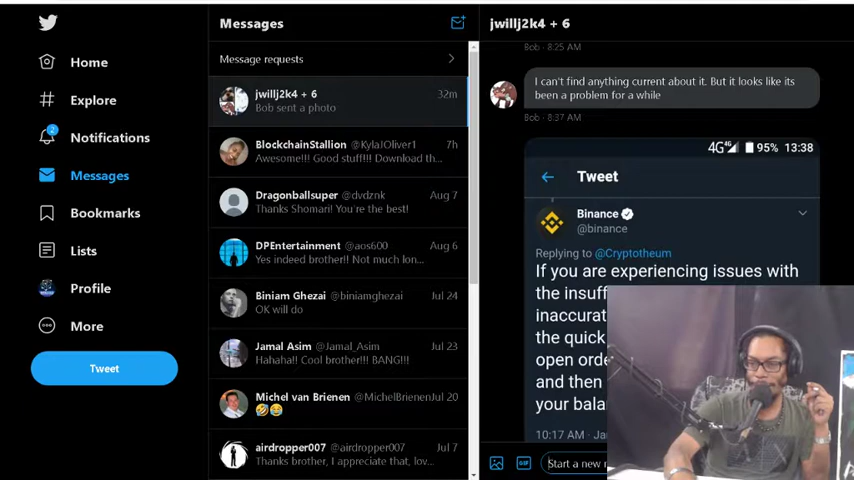 Home
Explore
2
Notifications
Messages
Bookmarks
Lists
Profile
More
Tweet
Messages
Message requests
jwillj2k4 + 6
32m
Bob sent a photo
BlockchainStallion @KylaJOliver1
7h
Awesome!!! Good stuff!!! Download th...
Dragonballsuper @dvdznk
Aug 7
Thanks Shomari! You're the best!
DPEntertainment @aos600
Aug 6
Yes indeed brother!! Not much lon...
Biniam Ghezai @biniamghezai
Jul 24
OK will do
Jamal Asim @Jamal_Asim
Jul 23
Hahaha!! Cool brother!!! BANG!!!
Michel van Brienen @MichelBrienen
Jul 20
🤣😂
airdropper007 @airdropper007
Jul 7
Thanks brother, I appreciate that, lov...
jwillj2k4 + 6
Bob · 8:25 AM
I can't find anything current about it. But it looks like its
been a problem for a while
Bob · 8:37 AM
4G 4G 95% 13:38
Tweet
Binance
@binance
Replying to @Cryptotheum
If you are experiencing issues with
the insuff
inaccurat
the quick
open orde
and then
your bala
10:17 AM · Ja
GIF
Start a new